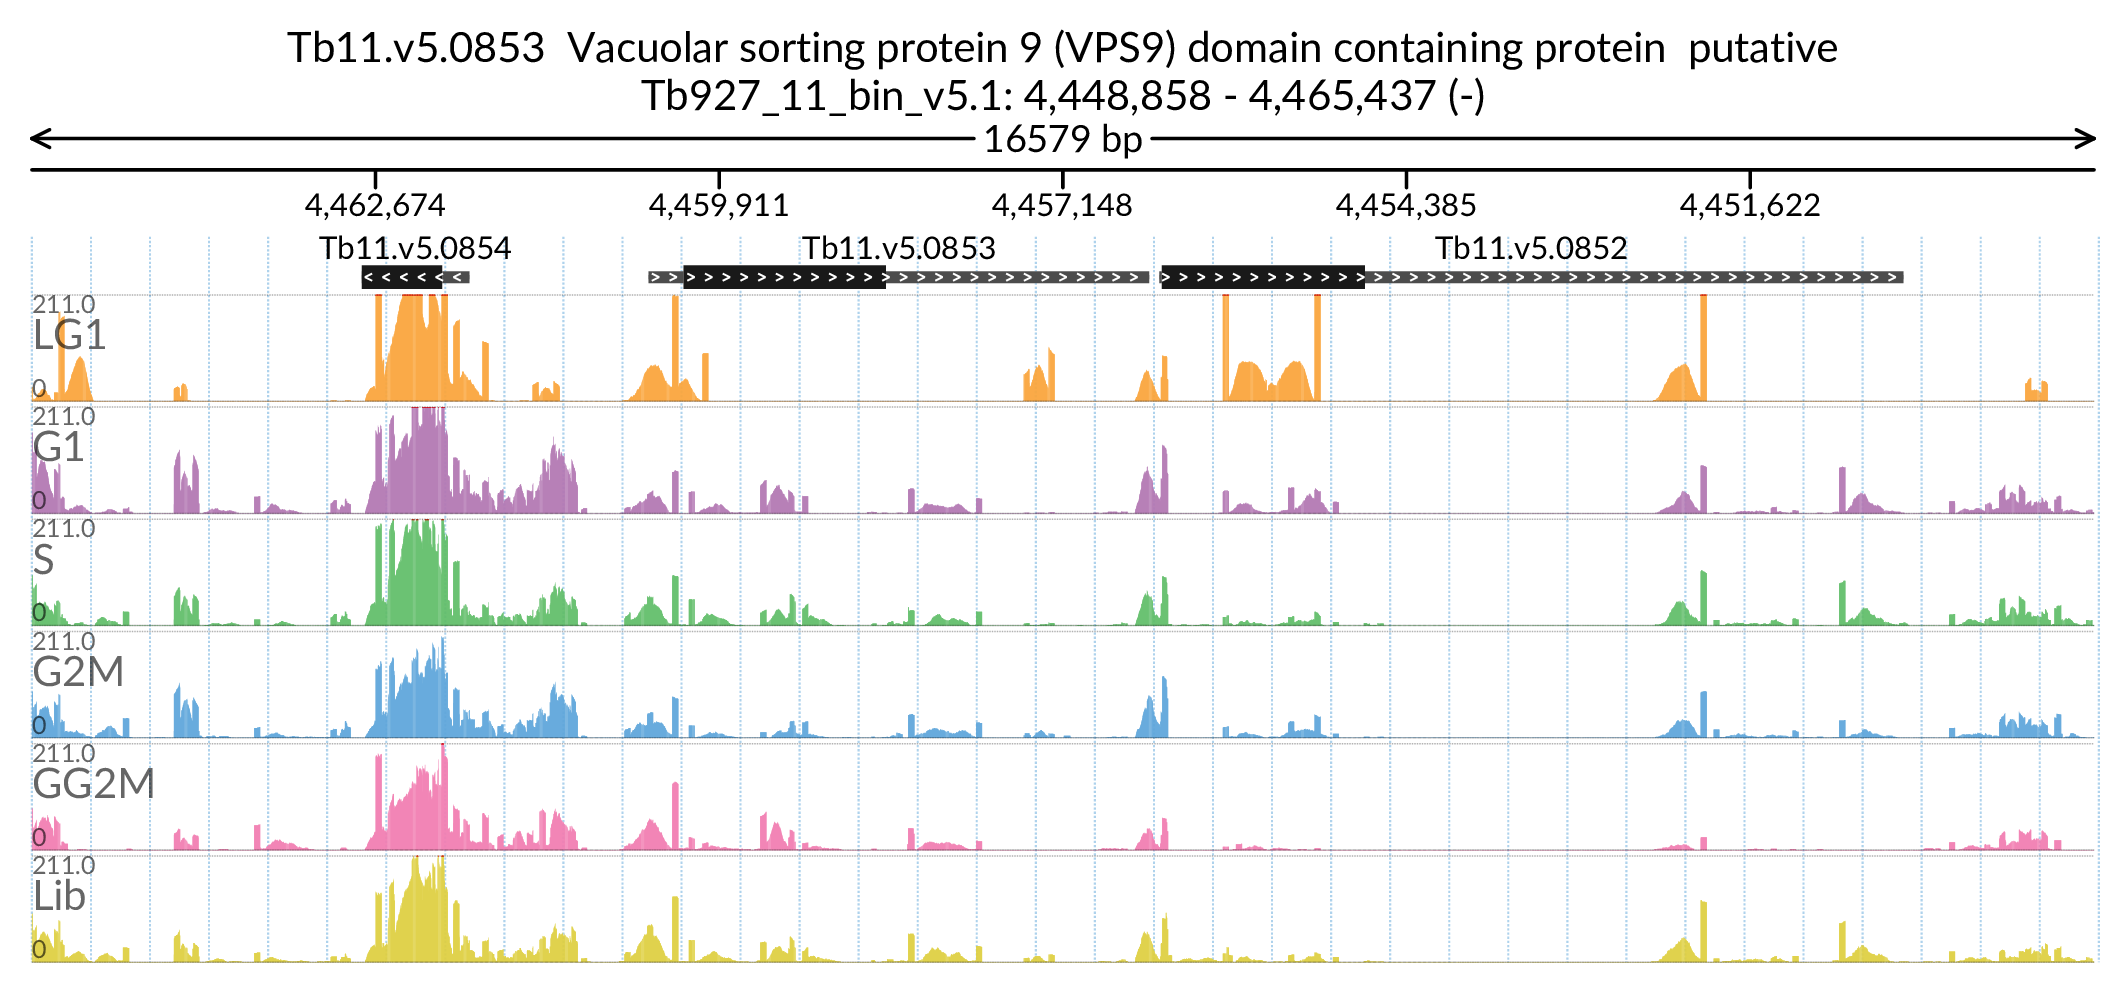 Tb11.v5.0853 Vacuolar sorting protein 9 (VPS9) domain containing protein putative
Tb927_11_bin_v5.1: 4,448,858 - 4,465,437 (-)
16579 bp
4,462,674 4,459,911 4,457,148 4,454,385 4,451,622
Tb11.v5.0854 Tb11.v5.0853 Tb11.v5.0852
211.0
LG1
0
211.0
G1
0
211.0
S
0
211.0
G2M
0
211.0
GG2M
0
211.0
Lib
0